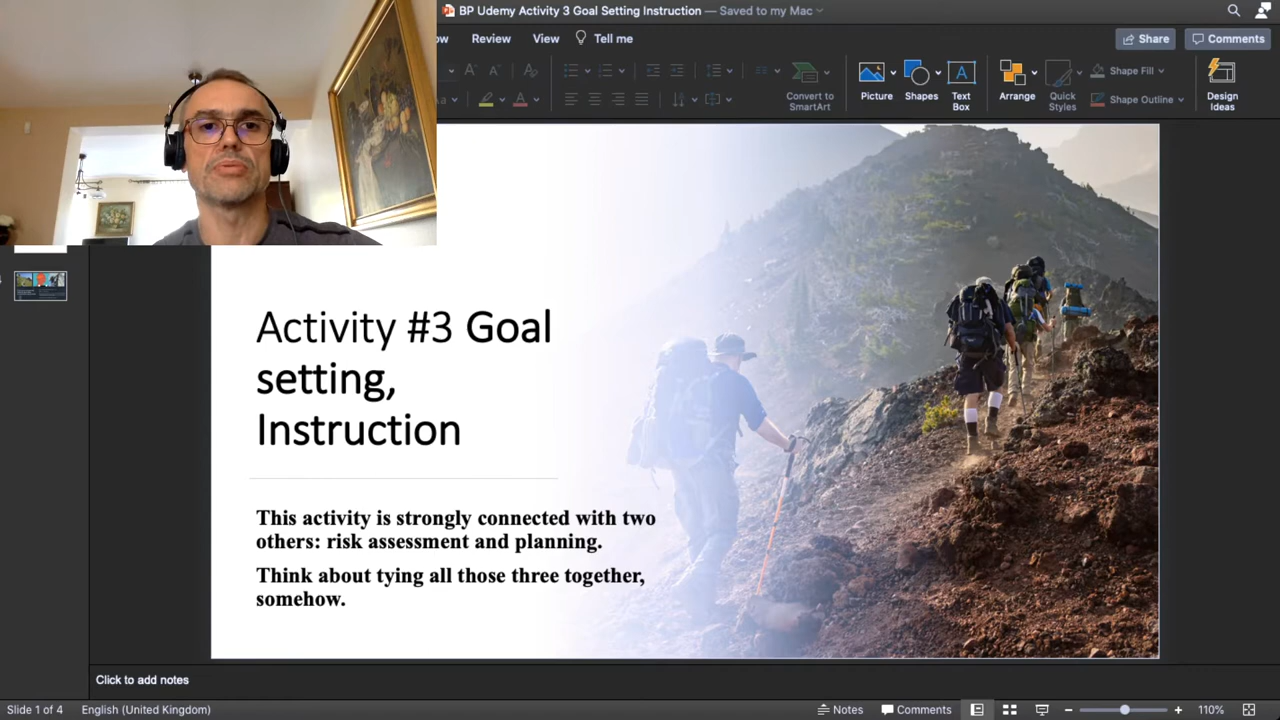 BP Udemy Activity 3 Goal Setting Instruction — Saved to my Mac
Review View Tell me
Share Comments
Convert to
SmartArt
Picture
Shapes
Text
Box
Arrange
Quick
Styles
Shape Fill
Shape Outline
Design
Ideas
Activity #3 Goal
setting,
Instruction
This activity is strongly connected with two
others: risk assessment and planning.
Think about tying all those three together,
somehow.
Click to add notes
Slide 1 of 4 English (United Kingdom) Notes Comments 110%